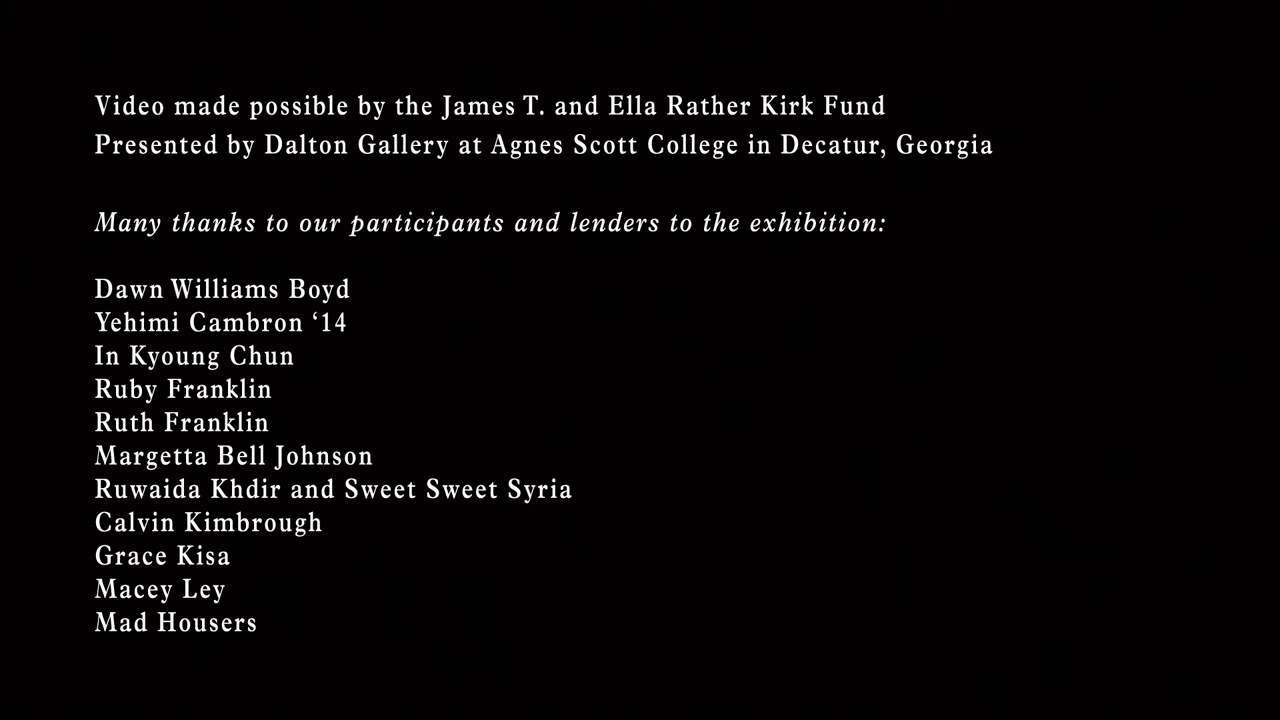 Video made possible by the James T. and Ella Rather Kirk Fund
Presented by Dalton Gallery at Agnes Scott College in Decatur, Georgia
Many thanks to our participants and lenders to the exhibition:
Dawn Williams Boyd
Yehimi Cambron ‘14
In Kyoung Chun
Ruby Franklin
Ruth Franklin
Margetta Bell Johnson
Ruwaida Khdir and Sweet Sweet Syria
Calvin Kimbrough
Grace Kisa
Macey Ley
Mad Housers